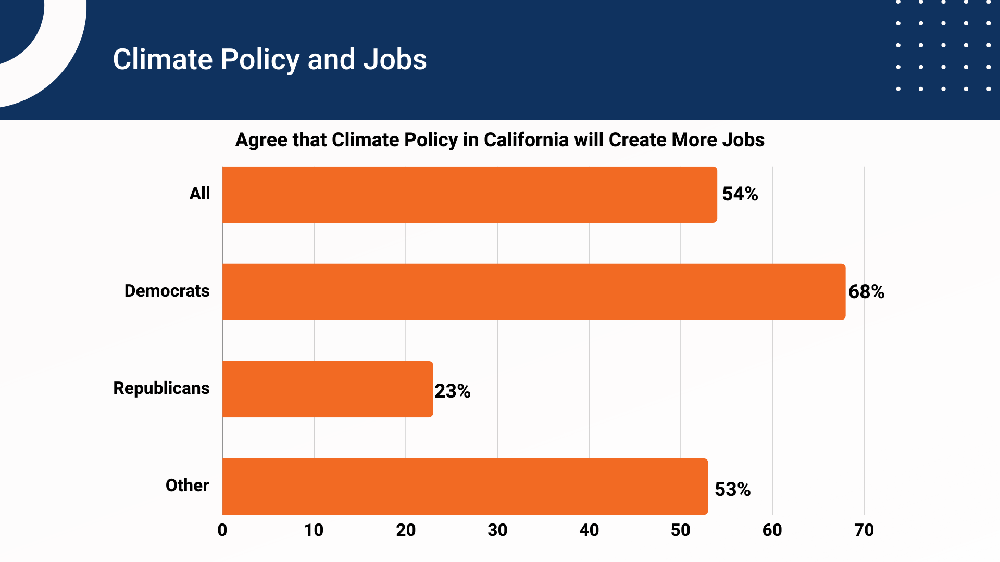 Climate Policy and Jobs
Agree that Climate Policy in California will Create More Jobs
All
54%
Democrats
68%
Republicans
23%
Other
53%
0 10 20 30 40 50 60 70